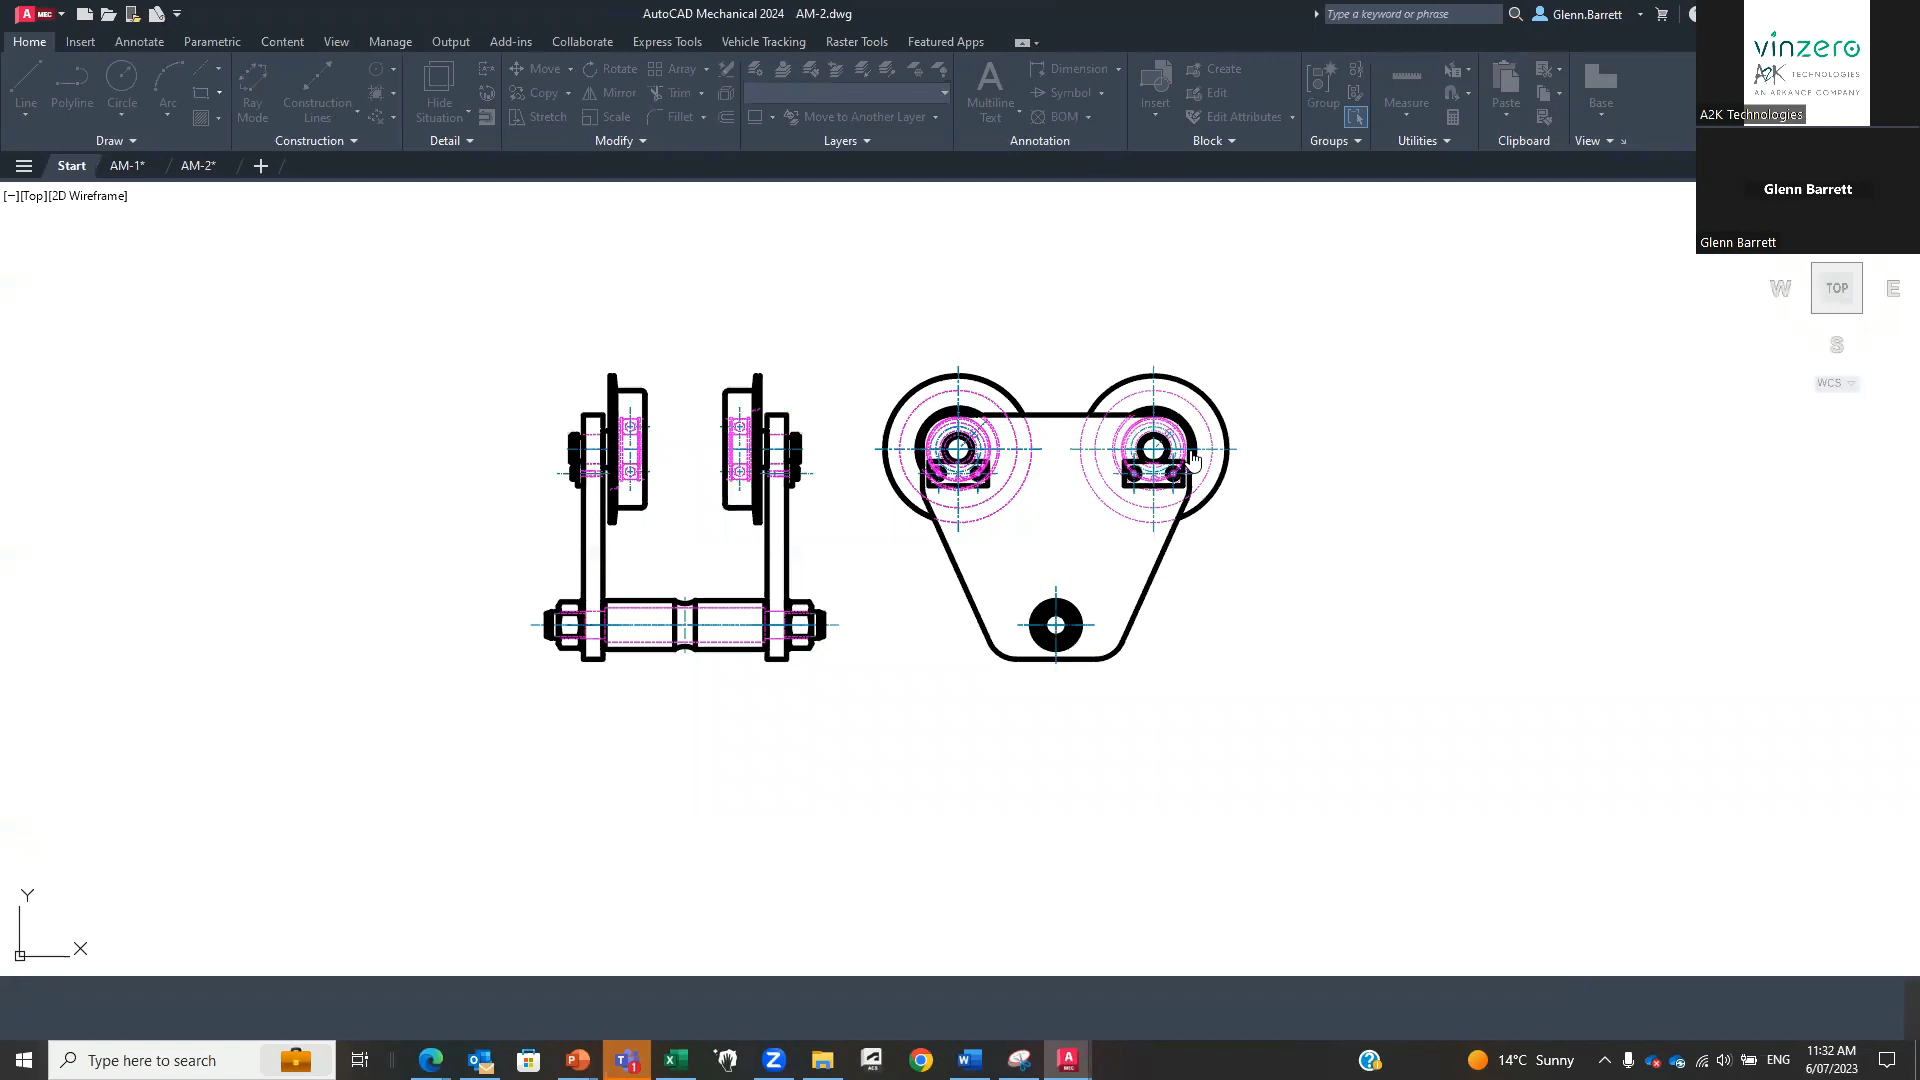 MEC
AutoCAD Mechanical 2024 AM-2.dwg
Type a keyword or phrase
Glenn.Barrett
Home Insert Annotate Parametric Content View Manage Output Add-ins Collaborate Express Tools Vehicle Tracking Raster Tools Featured Apps
Line Polyline Circle Arc
Ray Mode
Construction Lines
Hide Situation
Move Rotate Array
Copy Mirror Trim
Stretch Scale Fillet
Move to Another Layer
Multiline Text
Dimension
Symbol
BOM
Insert
Create
Edit
Edit Attributes
Group
Measure
Paste
Base
Draw Construction Detail Modify Layers Annotation Block Groups Utilities Clipboard View
Start AM-1* AM-2*
[−][Top][2D Wireframe]
vinzero
A2K TECHNOLOGIES
AN ARKANCE COMPANY
A2K Technologies
Glenn Barrett
Glenn Barrett
W TOP E
S
WCS
Y
X
Type here to search
1
ACS
MEC
14°C Sunny
ENG
11:32 AM
6/07/2023